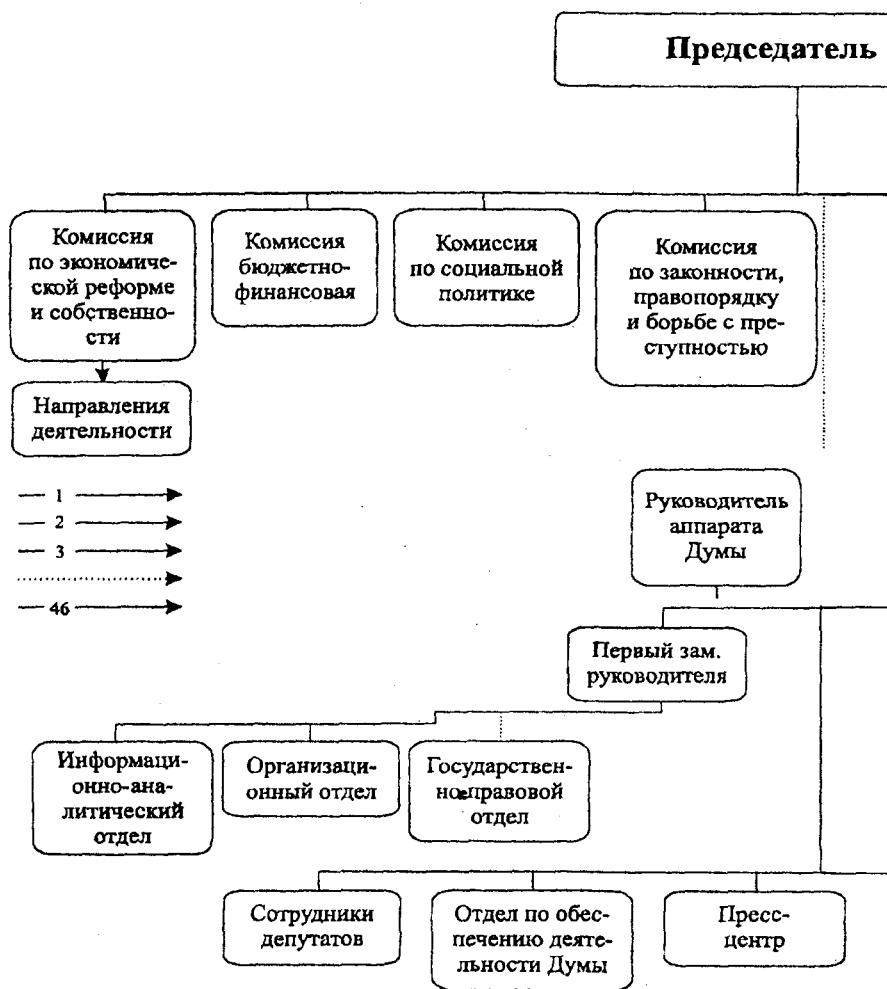 Председатель
Комиссия
по экономиче-
ской реформе
и собственно-
сти
Комиссия
бюджетно-
финансовая
Комиссия
по социальной
политике
Комиссия
по законности,
правопорядку
и борьбе с пре-
ступностью
Направления
деятельности
1
2
3
46
Руководитель
аппарата
Думы
Первый зам.
руководителя
Информаци-
онно-ана-
литический
отдел
Организаци-
онный отдел
Государствен-
но-правовой
отдел
Сотрудники
депутатов
Отдел по обес-
печению деяте-
льности Думы
Пресс-
центр